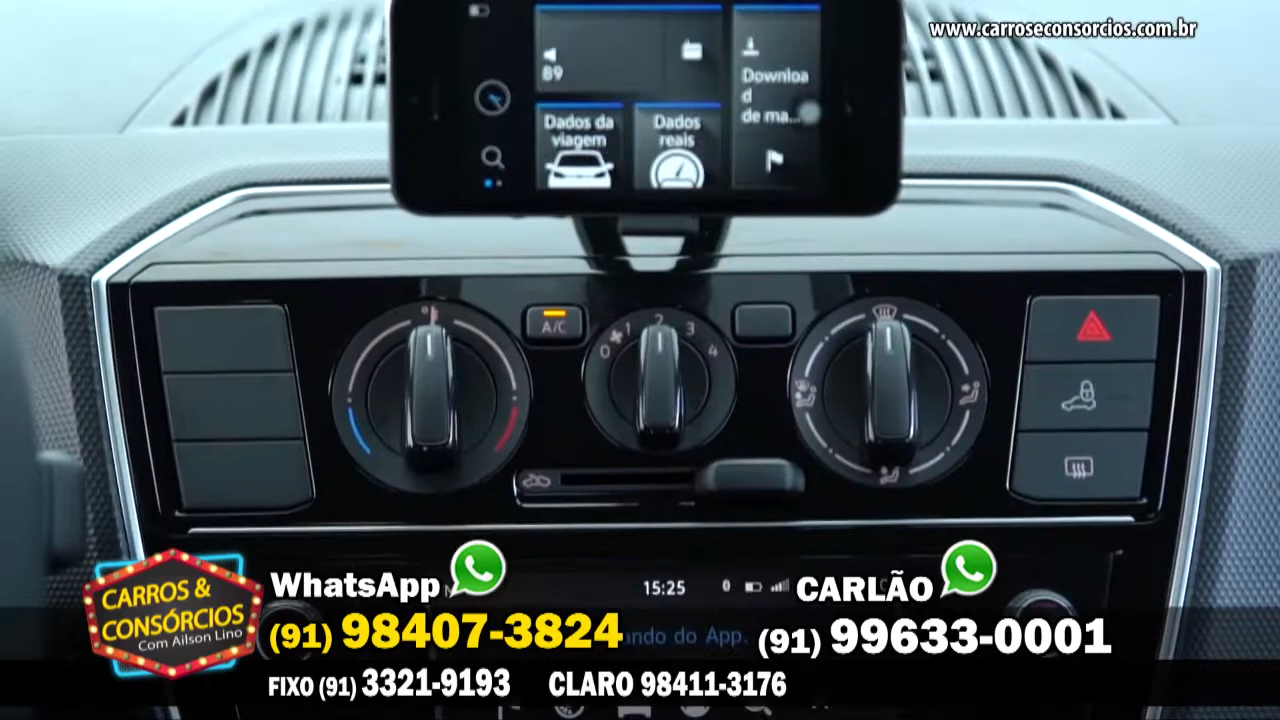 www.carroseconsorcios.com.br
89
Dados da
viagem
Dados
reais
Downloa
d
de ma...
A/C
0 1 2 3 4
15:25
ndo do App.
CARROS &
CONSÓRCIOS
Com Ailson Lino
WhatsApp
(91) 98407-3824
CARLÃO
(91) 99633-0001
FIXO (91) 3321-9193 CLARO 98411-3176